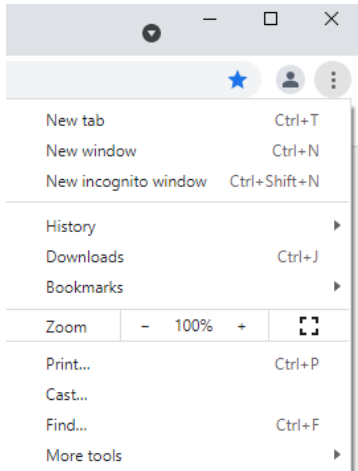 New tab Ctrl+T
New window Ctrl+N
New incognito window Ctrl+Shift+N
History
Downloads Ctrl+J
Bookmarks
Zoom - 100% +
Print... Ctrl+P
Cast...
Find... Ctrl+F
More tools